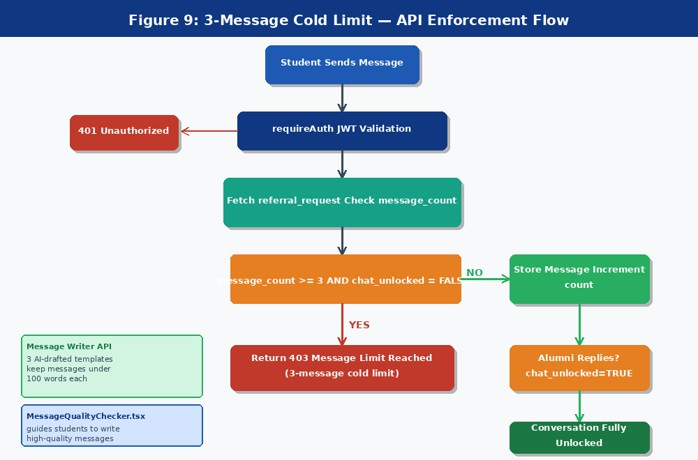 Figure 9: 3-Message Cold Limit — API Enforcement Flow
Student Sends Message
401 Unauthorized
requireAuth JWT Validation
Fetch referral_request Check message_count
essage_count >= 3 AND chat_unlocked = FALS
NO
Store Message Increment
count
YES
Return 403 Message Limit Reached
(3-message cold limit)
Alumni Replies?
chat_unlocked=TRUE
Conversation Fully
Unlocked
Message Writer API
3 AI-drafted templates
keep messages under
100 words each
MessageQualityChecker.tsx
guides students to write
high-quality messages